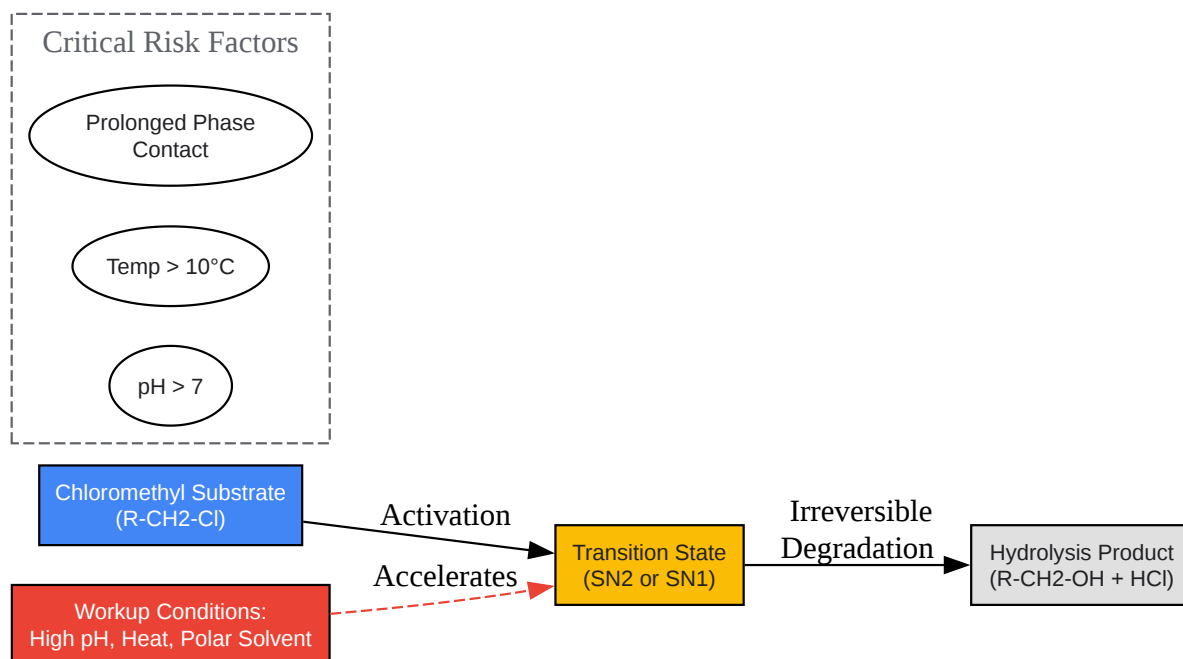 Critical Risk Factors
Prolonged Phase
Contact
Temp > 10°C
pH > 7
Chloromethyl Substrate
(R-CH2-Cl)
Activation
Accelerates
Workup Conditions:
High pH, Heat, Polar Solvent
Transition State
(SN2 or SN1)
Irreversible
Degradation
Hydrolysis Product
(R-CH2-OH + HCl)